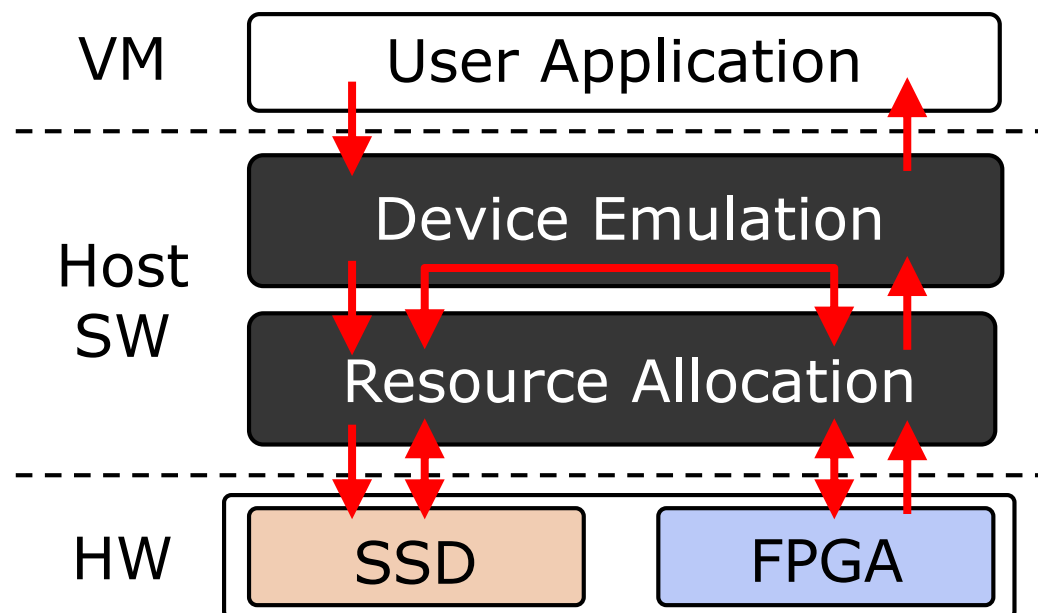 VM
User Application
Device Emulation
Host
SW
Resource Allocation
HW
SSD
FPGA